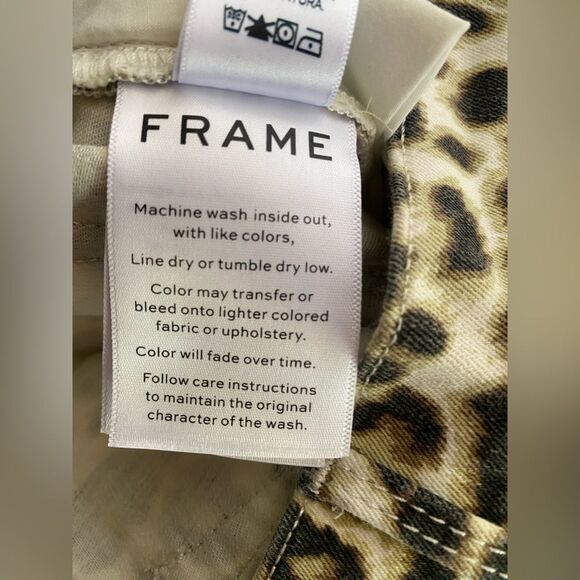 FRAME
Machine wash inside out,
with like colors,
Line dry or tumble dry low.
Color may transfer or
bleed onto lighter colored
fabric or upholstery.
Color will fade over time.
Follow care instructions
to maintain the original
character of the wash.